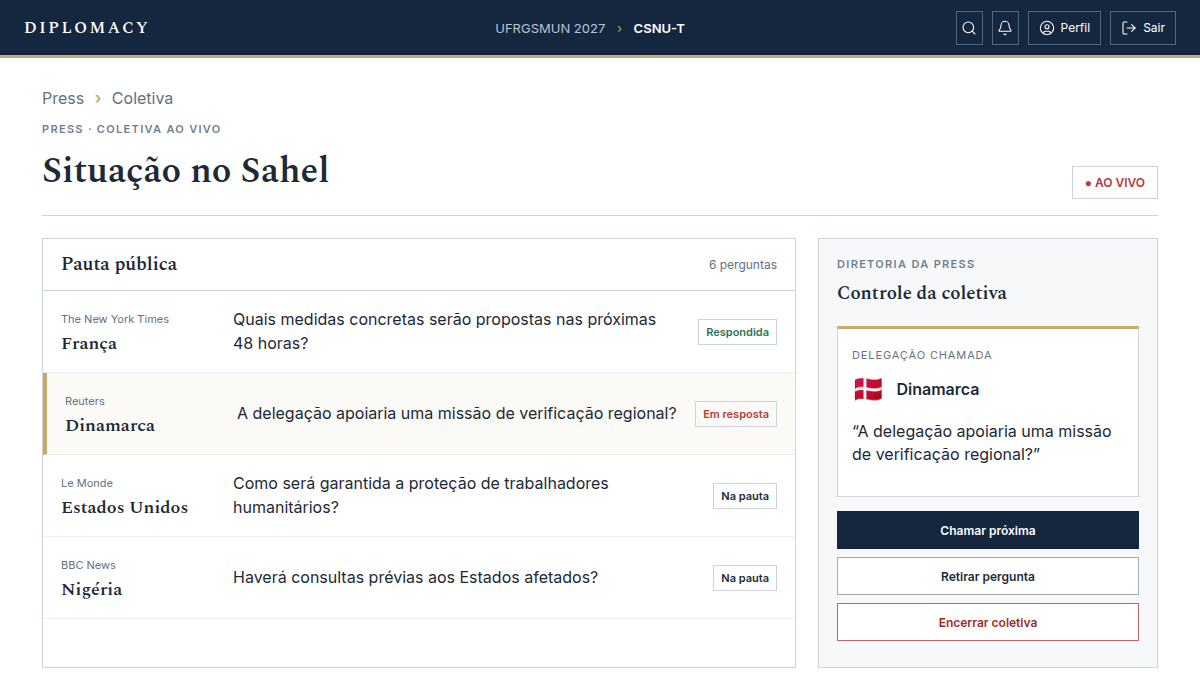 DIPLOMACY
UFRGSMUN 2027 › CSNU-T
Perfil
Sair
Press › Coletiva
PRESS · COLETIVA AO VIVO
Situação no Sahel
● AO VIVO
Pauta pública
6 perguntas
The New York Times
França
Quais medidas concretas serão propostas nas próximas
48 horas?
Respondida
Reuters
Dinamarca
A delegação apoiaria uma missão de verificação regional?
Em resposta
Le Monde
Estados Unidos
Como será garantida a proteção de trabalhadores
humanitários?
Na pauta
BBC News
Nigéria
Haverá consultas prévias aos Estados afetados?
Na pauta
DIRETORIA DA PRESS
Controle da coletiva
DELEGAÇÃO CHAMADA
Dinamarca
“A delegação apoiaria uma missão
de verificação regional?”
Chamar próxima
Retirar pergunta
Encerrar coletiva